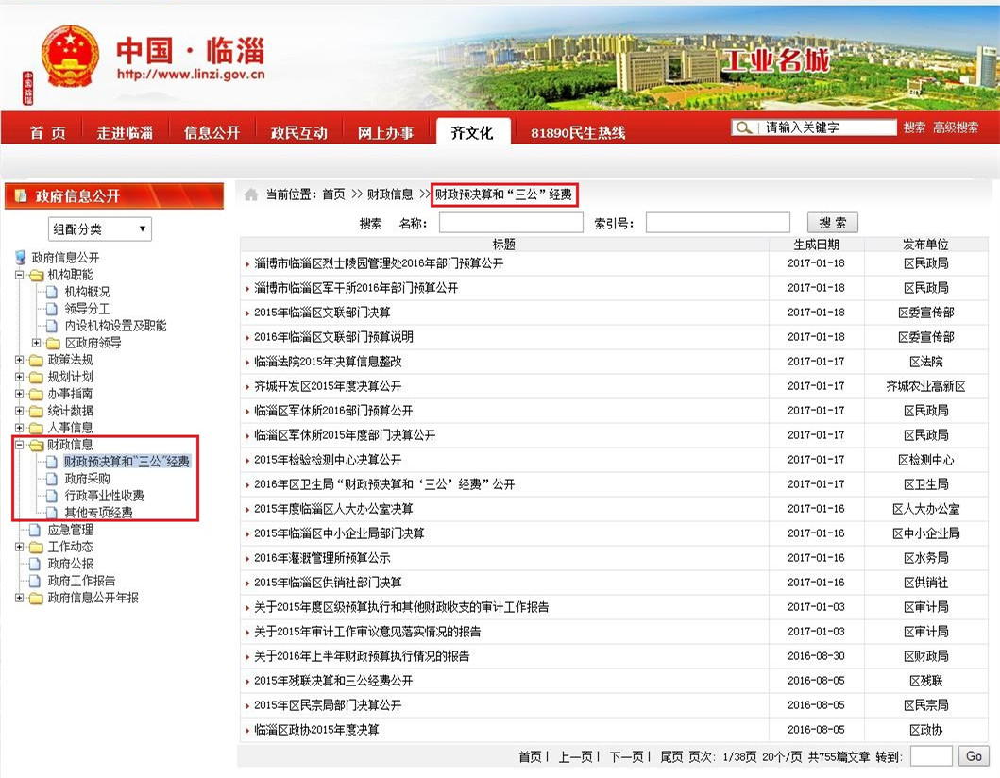 中国·临淄
http://www.linzi.gov.cn
中国临淄
工业名城
首 页 走进临淄 信息公开 政民互动 网上办事 齐文化 81890民生热线 请输入关键字 搜索 高级搜索
政府信息公开
组配分类
政府信息公开
机构职能
机构概况
领导分工
内设机构设置及职能
区政府领导
政策法规
规划计划
办事指南
统计数据
人事信息
财政信息
财政预决算和“三公”经费
政府采购
行政事业性收费
其他专项经费
应急管理
工作动态
政府公报
政府工作报告
政府信息公开年报
当前位置：首页 >> 财政信息 >> 财政预决算和“三公”经费
搜索 名称： 索引号： 搜 索
标题 生成日期 发布单位
淄博市临淄区烈士陵园管理处2016年部门预算公开 2017-01-18 区民政局
淄博市临淄区军干所2016年部门预算公开 2017-01-18 区民政局
2015年临淄区文联部门决算 2017-01-18 区委宣传部
2016年临淄区文联部门预算说明 2017-01-18 区委宣传部
临淄法院2015年决算信息整改 2017-01-17 区法院
齐城开发区2015年度决算公开 2017-01-17 齐城农业高新区
临淄区军休所2016部门预算公开 2017-01-17 区民政局
临淄区军休所2015年度部门决算公开 2017-01-17 区民政局
2015年检验检测中心决算公开 2017-01-17 区检测中心
2016年区卫生局“财政预决算和‘三公’经费”公开 2017-01-17 区卫生局
2015年度临淄区人大办公室决算 2017-01-16 区人大办公室
2015年临淄区中小企业局部门决算 2017-01-16 区中小企业局
2016年灌溉管理所预算公示 2017-01-16 区水务局
2015年临淄区供销社部门决算 2017-01-16 区供销社
关于2015年度区级预算执行和其他财政收支的审计工作报告 2017-01-03 区审计局
关于2015年审计工作审议意见落实情况的报告 2017-01-03 区审计局
关于2016年上半年财政预算执行情况的报告 2016-08-30 区财政局
2015年残联决算和三公经费公开 2016-08-05 区残联
2015年区民宗局部门决算公开 2016-08-05 区民宗局
临淄区政协2015年度决算 2016-08-05 区政协
首页| 上一页| 下一页| 尾页 页次：1/38页 20个/页 共755篇文章 转到： Go